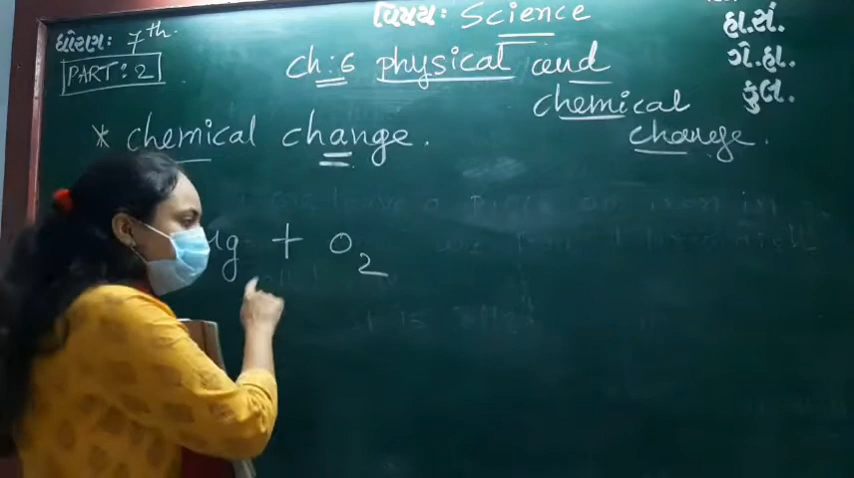 ધોરણ: 7th.
વિષય: Science
હા.સં.
ગે.હા.
કુલ.
PART: 2
Ch: 6 physical and chemical change.
* chemical change.
Mg + O2